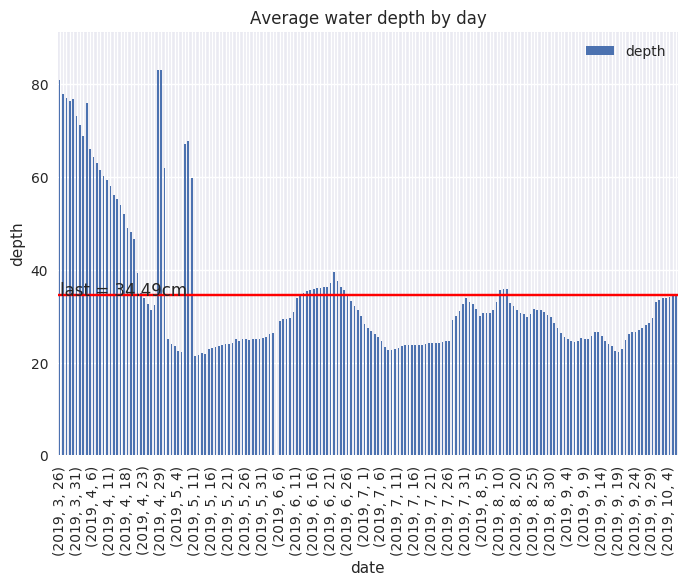 Average water depth by day
depth
80
60
40
20
0
depth
last = 34.49cm
(2019, 3, 26)
(2019, 3, 31)
(2019, 4, 6)
(2019, 4, 11)
(2019, 4, 18)
(2019, 4, 23)
(2019, 4, 29)
(2019, 5, 4)
(2019, 5, 11)
(2019, 5, 16)
(2019, 5, 21)
(2019, 5, 26)
(2019, 5, 31)
(2019, 6, 6)
(2019, 6, 11)
(2019, 6, 16)
(2019, 6, 21)
(2019, 6, 26)
(2019, 7, 1)
(2019, 7, 6)
(2019, 7, 11)
(2019, 7, 16)
(2019, 7, 21)
(2019, 7, 26)
(2019, 7, 31)
(2019, 8, 5)
(2019, 8, 10)
(2019, 8, 20)
(2019, 8, 25)
(2019, 8, 30)
(2019, 9, 4)
(2019, 9, 9)
(2019, 9, 14)
(2019, 9, 19)
(2019, 9, 24)
(2019, 9, 29)
(2019, 10, 4)
date